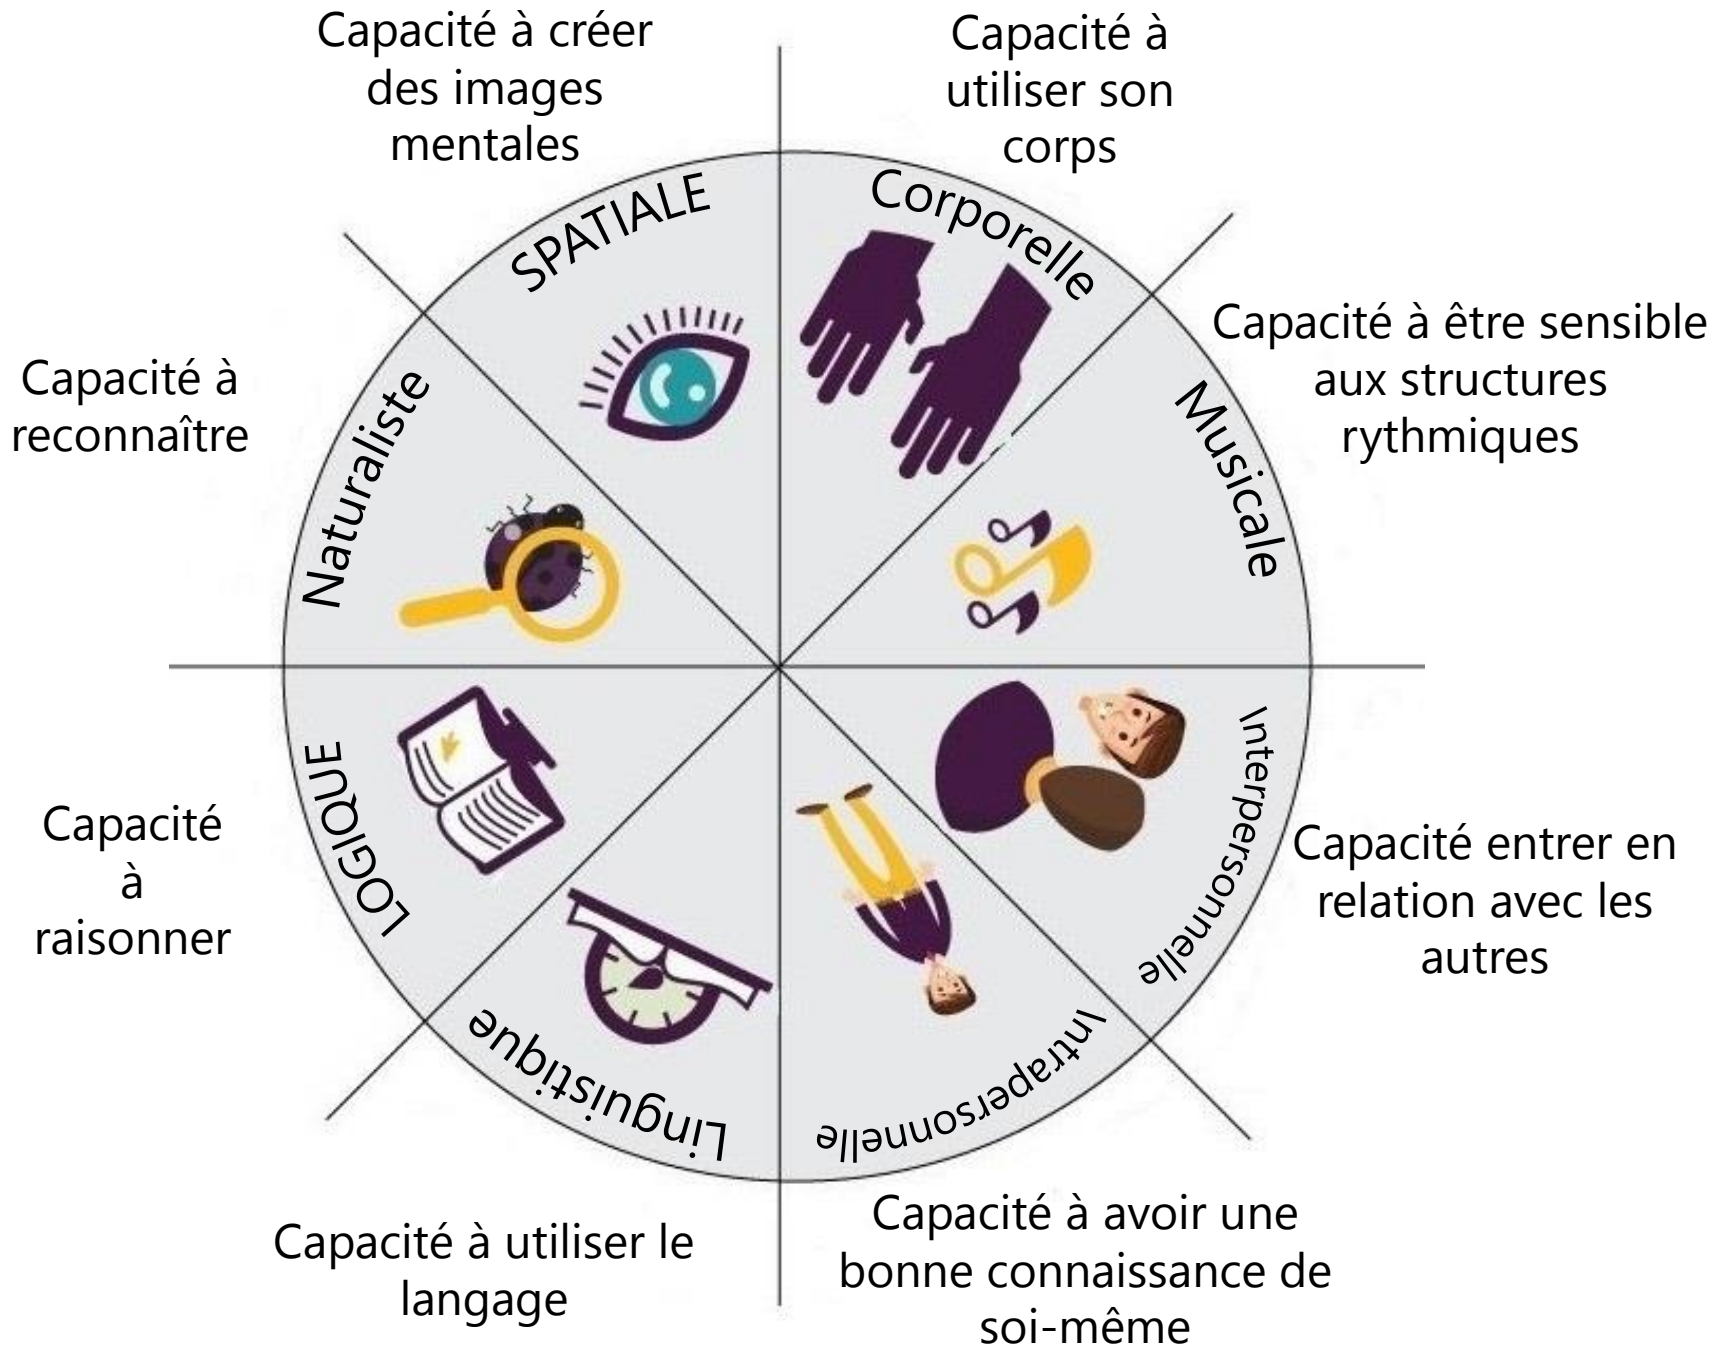 Capacité à créer
des images
mentales
Capacité à
utiliser son
corps
SPATIALE
Corporelle
Capacité à être sensible
aux structures
rythmiques
Musicale
Capacité à
reconnaître
Naturaliste
LOGIQUE
Interpersonnelle
Capacité
à
raisonner
Capacité entrer en
relation avec les
autres
Linguistique
Intrapersonnelle
Capacité à utiliser le
langage
Capacité à avoir une
bonne connaissance de
soi-même